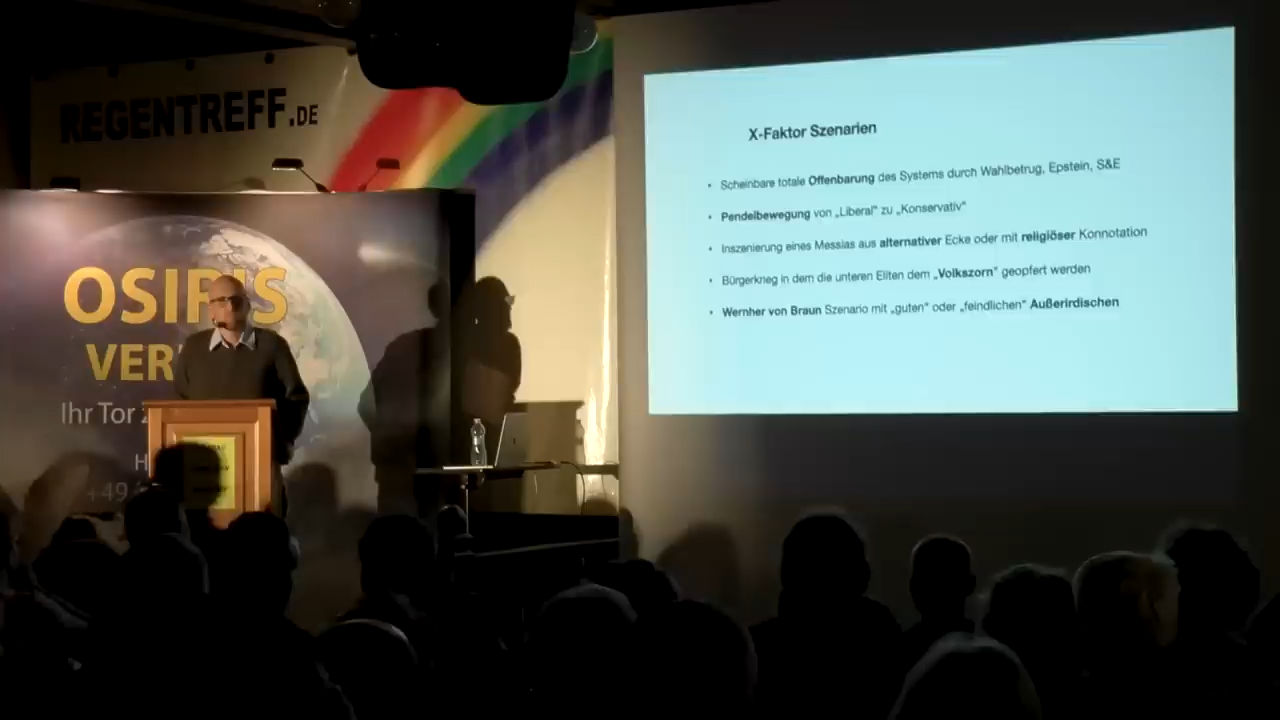 REGENTREFF.DE
OSIRIS
VER
Ihr Tor
H
+49
X-Faktor Szenarien
• Scheinbare totale Offenbarung des Systems durch Wahlbetrug, Epstein, S&E
• Pendelbewegung von „Liberal“ zu „Konservativ“
• Inszenierung eines Messias aus alternativer Ecke oder mit religiöser Konnotation
• Bürgerkrieg in dem die unteren Eliten dem „Volkszorn“ geopfert werden
• Wernher von Braun Szenario mit „guten“ oder „feindlichen“ Außerirdischen